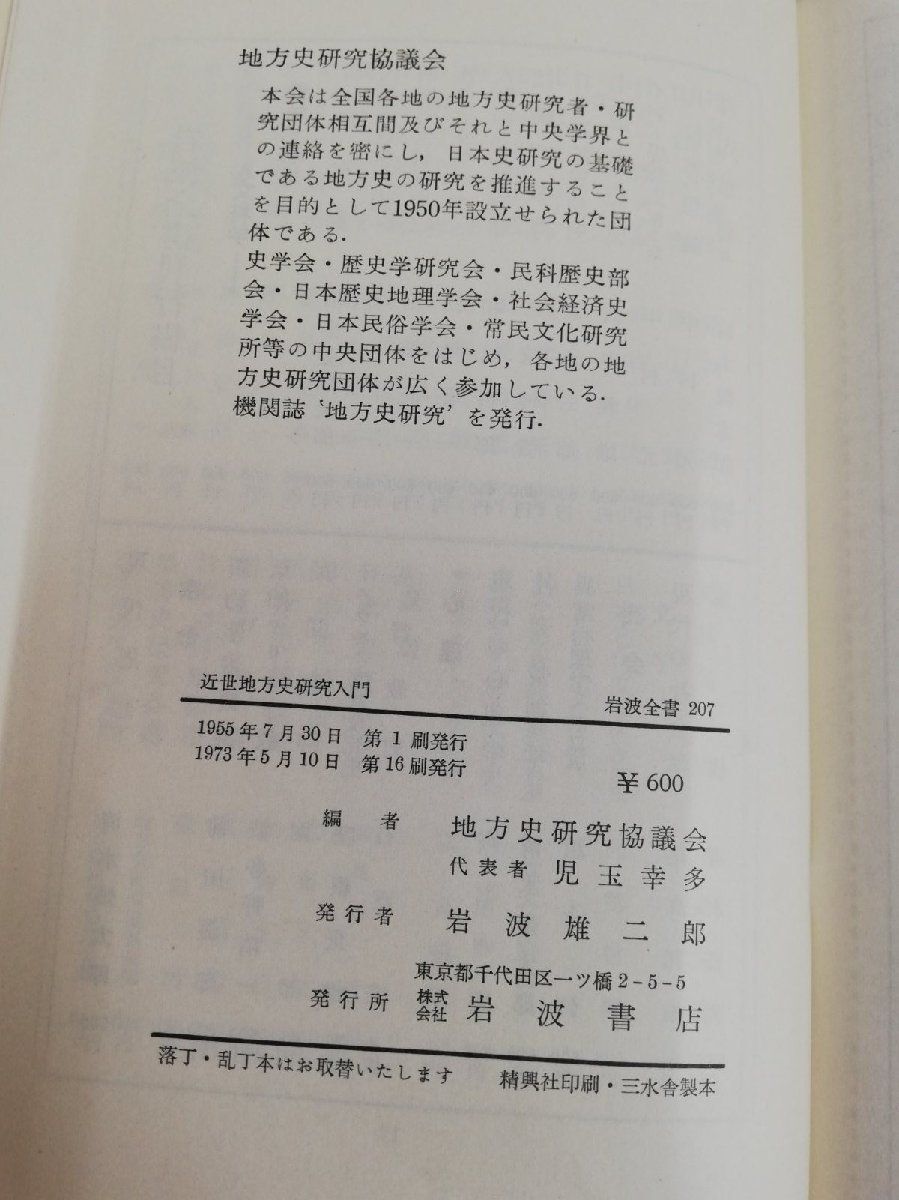 地方史研究協議会
本会は全国各地の地方史研究者・研
究団体相互間及びそれと中央学界と
の連絡を密にし，日本史研究の基礎
である地方史の研究を推進すること
を目的として1950年設立せられた団
体である．
史学会・歴史学研究会・民科歴史部
会・日本歴史地理学会・社会経済史
学会・日本民俗学会・常民文化研究
所等の中央団体をはじめ，各地の地
方史研究団体が広く参加している．
機関誌‘地方史研究’を発行．
近世地方史研究入門 岩波全書 207
1955年7月30日 第1刷発行
1973年5月10日 第16刷発行
￥600
編者 地方史研究協議会
代表者 児玉幸多
発行者 岩波雄二郎
東京都千代田区一ツ橋2-5-5
発行所 株式会社 岩波書店
落丁・乱丁本はお取替いたします 精興社印刷・三水舎製本